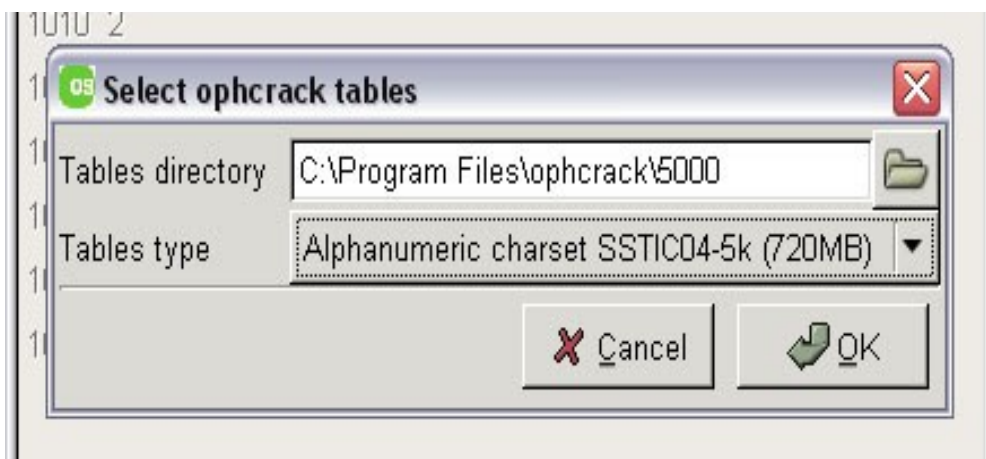 1010 2
Select ophcrack tables
Tables directory C:\Program Files\ophcrack\5000
Tables type Alphanumeric charset SSTIC04-5k (720MB)
Cancel OK